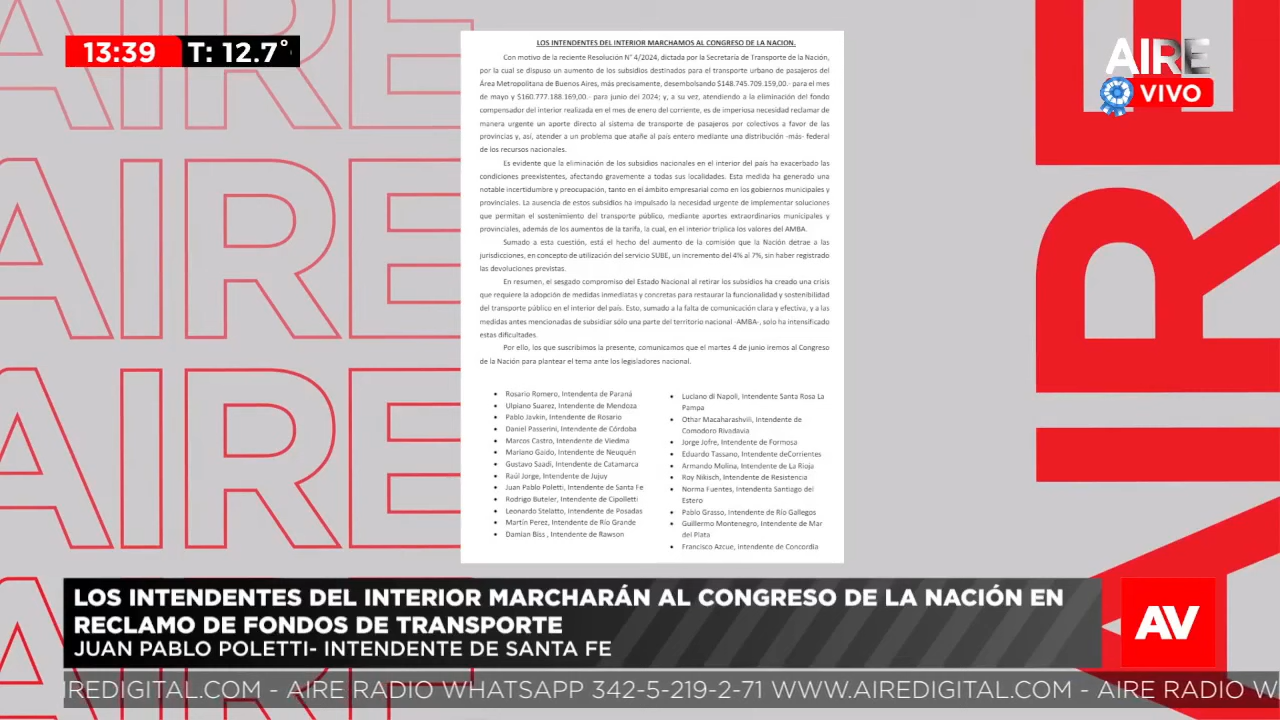 13:39 T: 12.7°
AIRE
VIVO
LOS INTENDENTES DEL INTERIOR MARCHAMOS AL CONGRESO DE LA NACION.
Con motivo de la reciente Resolución N° 4/2024, dictada por la Secretaría de Transporte de la Nación,
por la cual se dispuso un aumento de los subsidios destinados para el transporte urbano de pasajeros del
Área Metropolitana de Buenos Aires, más precisamente, desembolsando $148.745.709.159,00.- para el mes
de mayo y $160.777.188.169,00.- para junio del 2024; y, a su vez, atendiendo a la eliminación del fondo
compensador del interior realizada en el mes de enero del corriente, es de imperiosa necesidad reclamar de
manera urgente un aporte directo al sistema de transporte de pasajeros por colectivos a favor de las
provincias y, así, atender a un problema que atañe al país entero mediante una distribución -más- federal
de los recursos nacionales.
Es evidente que la eliminación de los subsidios nacionales en el interior del país ha exacerbado las
condiciones preexistentes, afectando gravemente a todas sus localidades. Esta medida ha generado una
notable incertidumbre y preocupación, tanto en el ámbito empresarial como en los gobiernos municipales y
provinciales. La ausencia de estos subsidios ha impulsado la necesidad urgente de implementar soluciones
que permitan el sostenimiento del transporte público, mediante aportes extraordinarios municipales y
provinciales, además de los aumentos de la tarifa, la cual, en el interior triplica los valores del AMBA.
Sumado a esta cuestión, está el hecho del aumento de la comisión que la Nación detrae a las
jurisdicciones, en concepto de utilización del servicio SUBE, un incremento del 4% al 7%, sin haber registrado
las devoluciones previstas.
En resumen, el sesgado compromiso del Estado Nacional al retirar los subsidios ha creado una crisis
que requiere la adopción de medidas inmediatas y concretas para restaurar la funcionalidad y sostenibilidad
del transporte público en el interior del país. Esto, sumado a la falta de comunicación clara y efectiva, y a las
medidas antes mencionadas de subsidiar sólo una parte del territorio nacional -AMBA-, solo ha intensificado
estas dificultades.
Por ello, los que suscribimos la presente, comunicamos que el martes 4 de junio iremos al Congreso
de la Nación para plantear el tema ante los legisladores nacional.
• Rosario Romero, Intendenta de Paraná
• Ulpiano Suarez, Intendente de Mendoza
• Pablo Javkin, Intendente de Rosario
• Daniel Passerini, Intendente de Córdoba
• Marcos Castro, Intendente de Viedma
• Mariano Gaido, Intendente de Neuquén
• Gustavo Saadi, Intendente de Catamarca
• Raúl Jorge, Intendente de Jujuy
• Juan Pablo Poletti, Intendente de Santa Fe
• Rodrigo Buteler, Intendente de Cipolletti
• Leonardo Stelatto, Intendente de Posadas
• Martín Perez, Intendente de Río Grande
• Damian Biss , Intendente de Rawson
• Luciano di Napoli, Intendente Santa Rosa La
Pampa
• Othar Macaharashvili, Intendente de
Comodoro Rivadavia
• Jorge Jofre, Intendente de Formosa
• Eduardo Tassano, Intendente deCorrientes
• Armando Molina, Intendente de La Rioja
• Roy Nikisch, Intendente de Resistencia
• Norma Fuentes, Intendenta Santiago del
Estero
• Pablo Grasso, Intendente de Río Gallegos
• Guillermo Montenegro, Intendente de Mar
del Plata
• Francisco Azcue, Intendente de Concordia
AIRE
AIRE
AIRE
AIRE
AIRE
LOS INTENDENTES DEL INTERIOR MARCHARÁN AL CONGRESO DE LA NACIÓN EN
RECLAMO DE FONDOS DE TRANSPORTE
JUAN PABLO POLETTI- INTENDENTE DE SANTA FE
AV
IREDIGITAL.COM - AIRE RADIO WHATSAPP 342-5-219-2-71 WWW.AIREDIGITAL.COM - AIRE RADIO WA